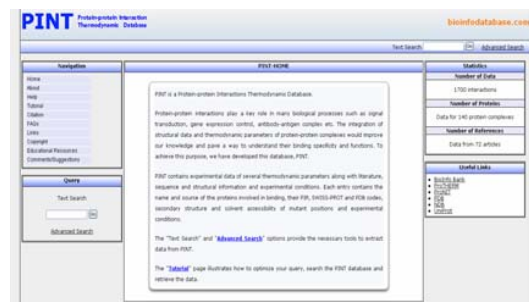 PINT Protein-protein Interaction
Thermodynamic Database
bioinfodatabase.com
Text Search Go Advanced Search
Navigation
Home
About
Help
Tutorial
Citation
FAQs
Links
Copyright
Educational Resources
Comments/Suggestions
Query
Text Search
Go
Advanced Search
PINT-HOME
PINT is a Protein-protein Interactions Thermodynamic Database.
Protein-protein interactions play a key role in many biological processes such as signal
transduction, gene expression control, antibody-antigen complex etc. The integration of
structural data and thermodynamic parameters of protein-protein complexes would improve
our knowledge and pave a way to understand their binding specificity and functions. To
achieve this purpose, we have developed this database, PINT.
PINT contains experimental data of several thermodynamic parameters along with literature,
sequence and structural information and experimental conditions. Each entry contains the
name and source of the proteins involved in binding, their PIR, SWISS-PROT and PDB codes,
secondary structure and solvent accessibility of mutant positions and experimental
conditions.
The "Text Search" and "Advanced Search" options provide the necessary tools to extract
data from PINT.
The "Tutorial" page illustrates how to optimize your query, search the PINT database and
retrieve the data.
Statistics
Number of Data
1700 interactions
Number of Proteins
Data for 140 protein complexes
Number of References
Data from 72 articles
Useful Links
BioInfo Bank
ProTHERM
ProNIT
PDB
NDB
UniProt